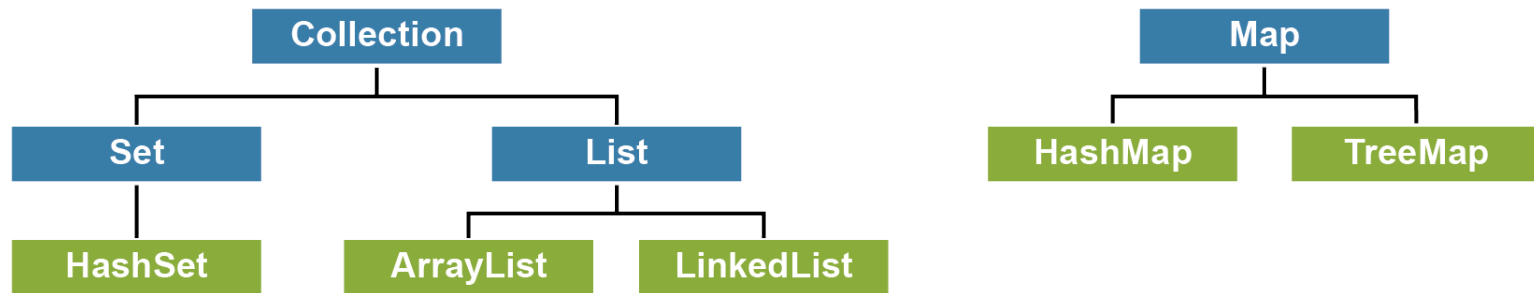 Collection
Map
Set
List
HashMap
TreeMap
HashSet
ArrayList
LinkedList